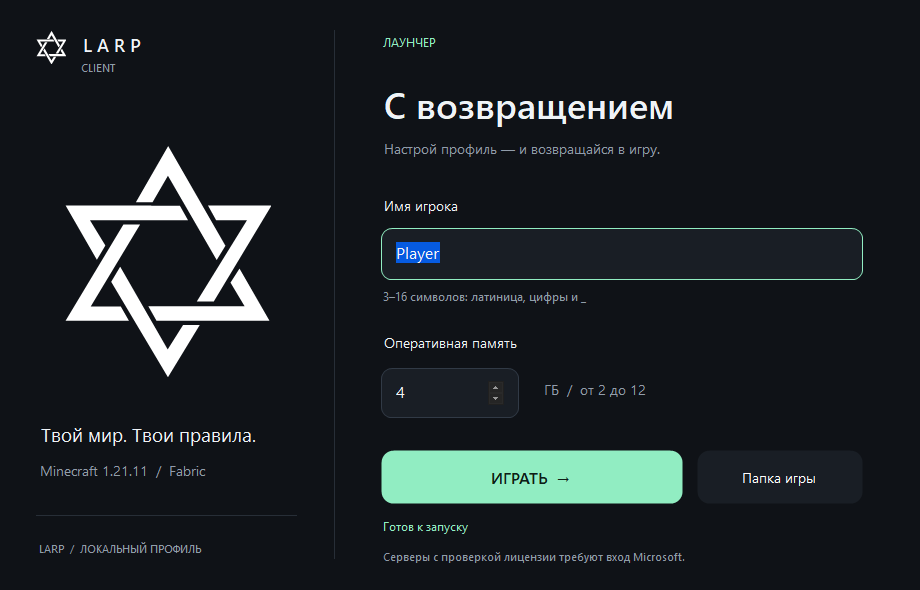 LARP
CLIENT
Твой мир. Твои правила.
Minecraft 1.21.11 / Fabric
LARP / ЛОКАЛЬНЫЙ ПРОФИЛЬ
ЛАУНЧЕР
С возвращением
Настрой профиль — и возвращайся в игру.
Имя игрока
Player
3–16 символов: латиница, цифры и _
Оперативная память
4
ГБ / от 2 до 12
ИГРАТЬ →
Папка игры
Готов к запуску
Серверы с проверкой лицензии требуют вход Microsoft.